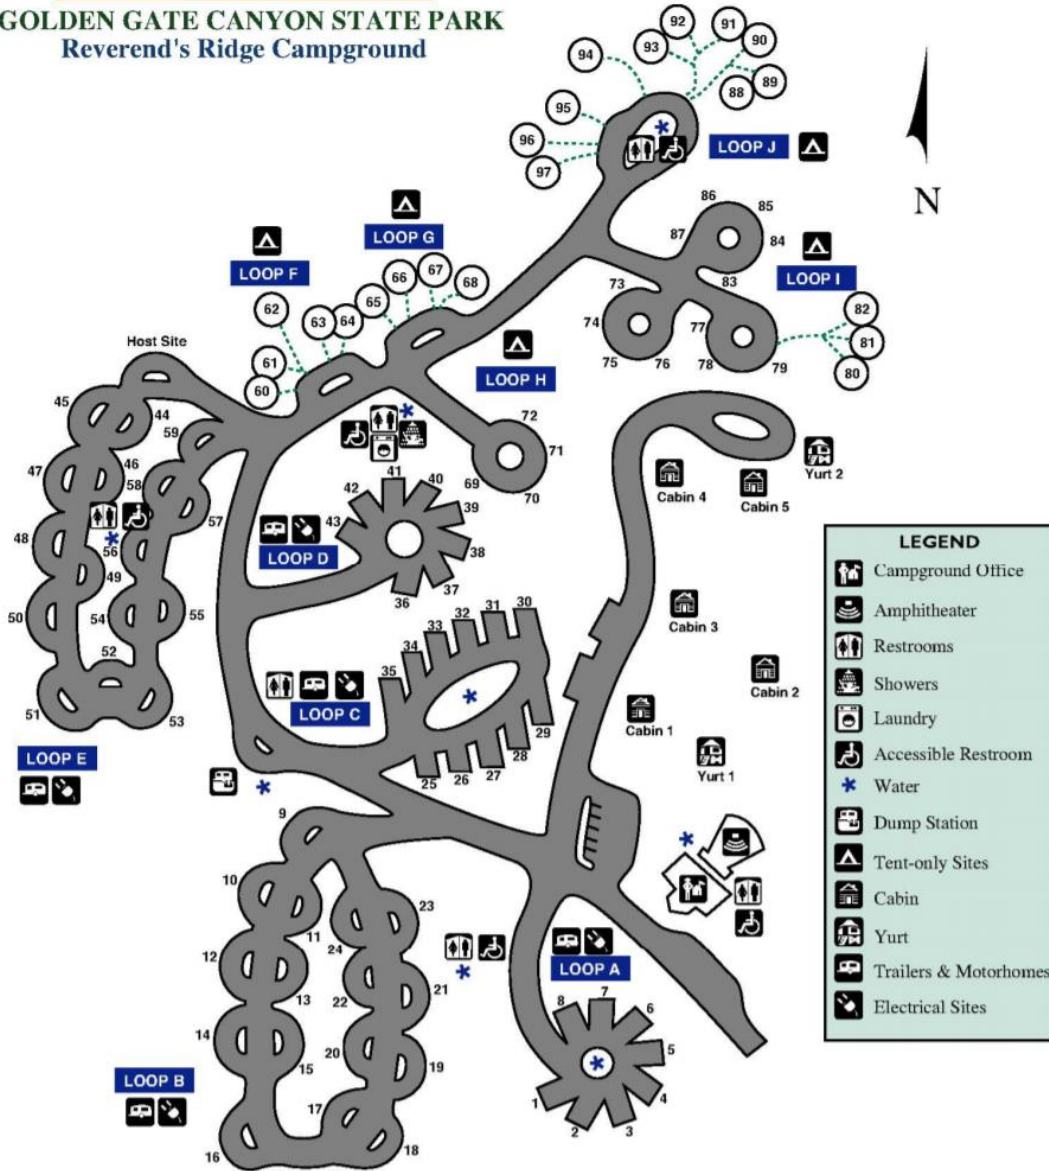 GOLDEN GATE CANYON STATE PARK
Reverend's Ridge Campground
92
91
93
90
94
89
88
95
96
97
LOOP J
N
86
85
87
84
LOOP I
83
73
74
75
76
77
78
79
82
81
80
LOOP G
LOOP F
66
67
68
65
62
63
64
61
60
Host Site
LOOP H
72
71
69
70
45
44
59
47
46
58
57
48
56
49
50
54
55
52
51
53
LOOP E
41
42
40
43
39
38
37
36
LOOP D
Yurt 2
Cabin 4
Cabin 5
Cabin 3
Cabin 2
Cabin 1
Yurt 1
30
31
32
33
34
35
LOOP C
29
28
27
26
25
9
10
11
23
24
12
13
22
21
14
15
20
19
17
16
18
LOOP B
LOOP A
7
8
6
5
4
3
2
1
LEGEND
Campground Office
Amphitheater
Restrooms
Showers
Laundry
Accessible Restroom
Water
Dump Station
Tent-only Sites
Cabin
Yurt
Trailers & Motorhomes
Electrical Sites